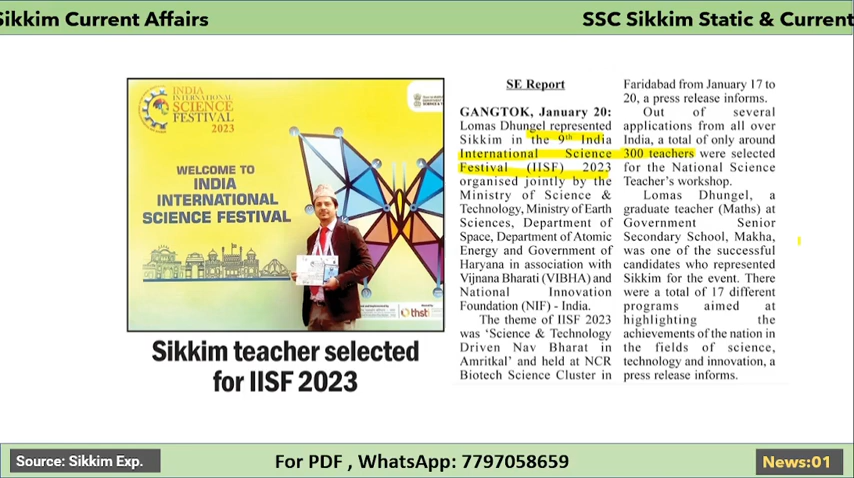 Sikkim Current Affairs
SSC Sikkim Static & Current
INDIA
INTERNATIONAL
SCIENCE
FESTIVAL
2023
WELCOME TO
INDIA
INTERNATIONAL
SCIENCE FESTIVAL
thsti
Sikkim teacher selected
for IISF 2023
SE Report
GANGTOK, January 20:
Lomas Dhungel represented
Sikkim in the 9th India
International Science
Festival (IISF) 2023
organised jointly by the
Ministry of Science &
Technology, Ministry of Earth
Sciences, Department of
Space, Department of Atomic
Energy and Government of
Haryana in association with
Vijnana Bharati (VIBHA) and
National Innovation
Foundation (NIF) - India.
The theme of IISF 2023
was ‘Science & Technology
Driven Nav Bharat in
Amritkal’ and held at NCR
Biotech Science Cluster in
Faridabad from January 17 to
20, a press release informs.
Out of several
applications from all over
India, a total of only around
300 teachers were selected
for the National Science
Teacher’s workshop.
Lomas Dhungel, a
graduate teacher (Maths) at
Government Senior
Secondary School, Makha,
was one of the successful
candidates who represented
Sikkim for the event. There
were a total of 17 different
programs aimed at
highlighting the
achievements of the nation in
the fields of science,
technology and innovation, a
press release informs.
Source: Sikkim Exp.
For PDF , WhatsApp: 7797058659
News:01